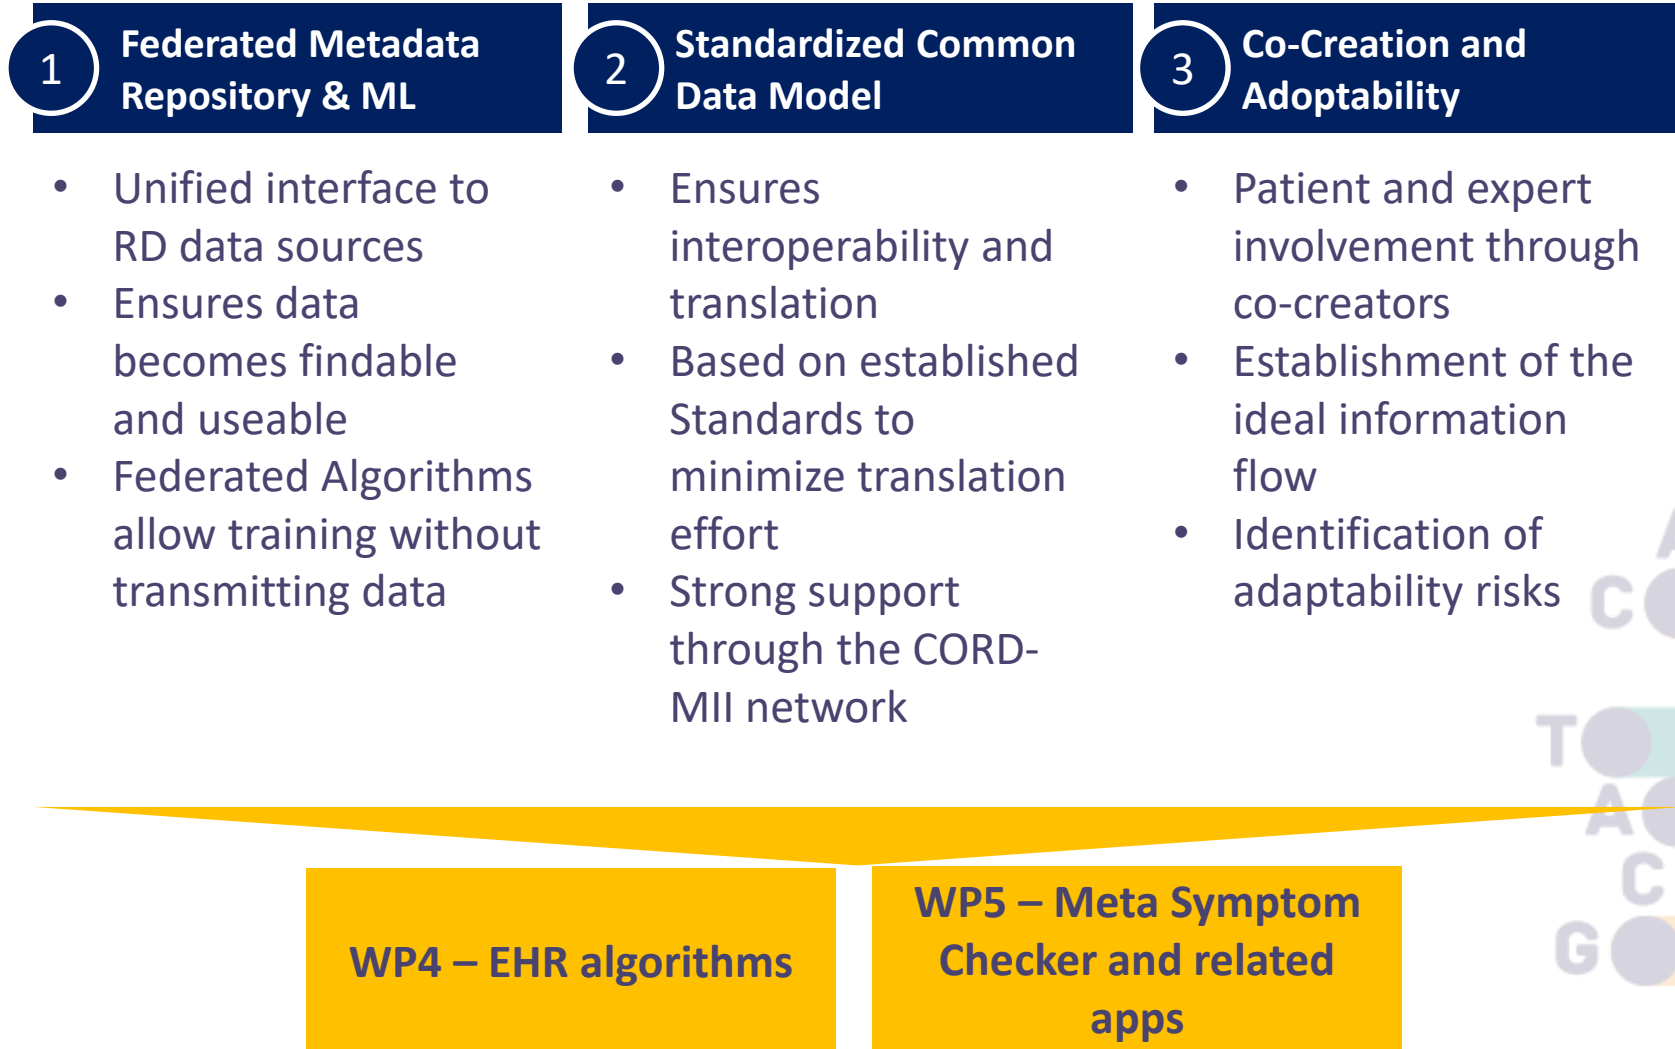 1
Federated Metadata
Repository & ML
2
Standardized Common
Data Model
3
Co-Creation and
Adoptability
• Unified interface to
RD data sources
• Ensures data
becomes findable
and useable
• Federated Algorithms
allow training without
transmitting data
• Ensures
interoperability and
translation
• Based on established
Standards to
minimize translation
effort
• Strong support
through the CORD-
MII network
• Patient and expert
involvement through
co-creators
• Establishment of the
ideal information
flow
• Identification of
adaptability risks
A
C
T
A
C
G
WP4 – EHR algorithms
WP5 – Meta Symptom
Checker and related
apps